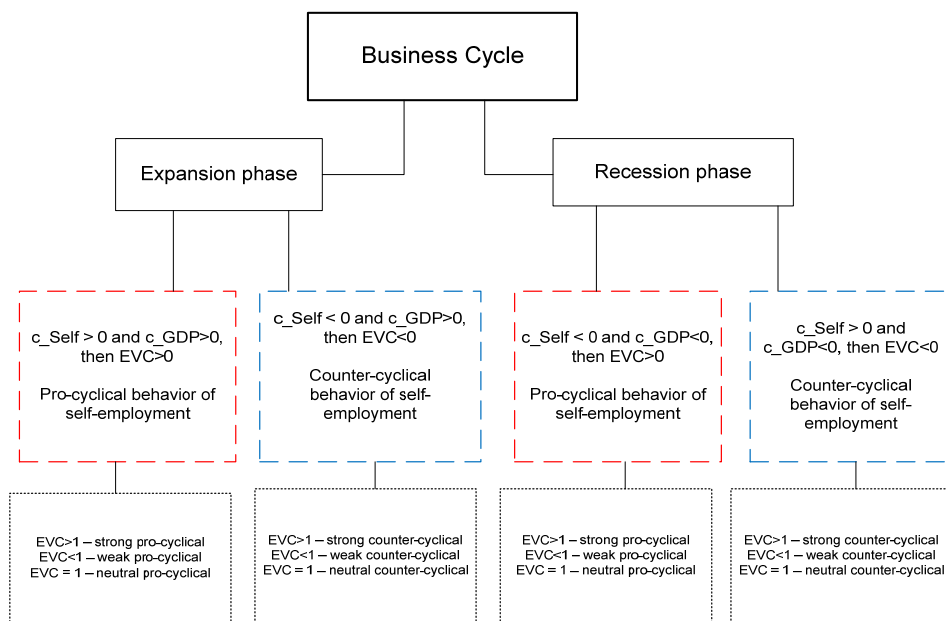 Business Cycle
Expansion phase
Recession phase
c_Self > 0 and c_GDP>0,
then EVC>0
Pro-cyclical behavior of
self-employment
c_Self < 0 and c_GDP>0,
then EVC<0
Counter-cyclical
behavior of self-
employment
c_Self < 0 and c_GDP<0,
then EVC>0
Pro-cyclical behavior of
self-employment
c_Self > 0 and
c_GDP<0, then EVC<0
Counter-cyclical
behavior of self-
employment
EVC>1 – strong pro-cyclical
EVC<1 – weak pro-cyclical
EVC = 1 – neutral pro-cyclical
EVC>1 – strong counter-cyclical
EVC<1 – weak counter-cyclical
EVC = 1 – neutral counter-cyclical
EVC>1 – strong pro-cyclical
EVC<1 – weak pro-cyclical
EVC = 1 – neutral pro-cyclical
EVC>1 – strong counter-cyclical
EVC<1 – weak counter-cyclical
EVC = 1 – neutral counter-cyclical